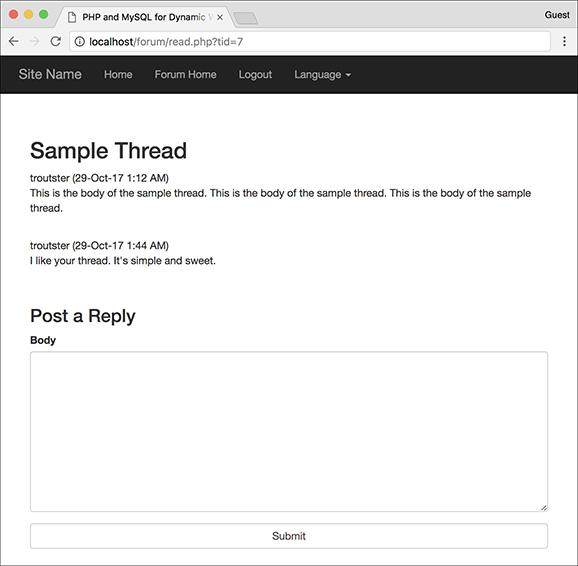 PHP and MySQL for Dynamic
Guest
localhost/forum/read.php?tid=7
Site Name Home Forum Home Logout Language
Sample Thread
troutster (29-Oct-17 1:12 AM)
This is the body of the sample thread. This is the body of the sample thread. This is the body of the sample
thread.
troutster (29-Oct-17 1:44 AM)
I like your thread. It's simple and sweet.
Post a Reply
Body
Submit